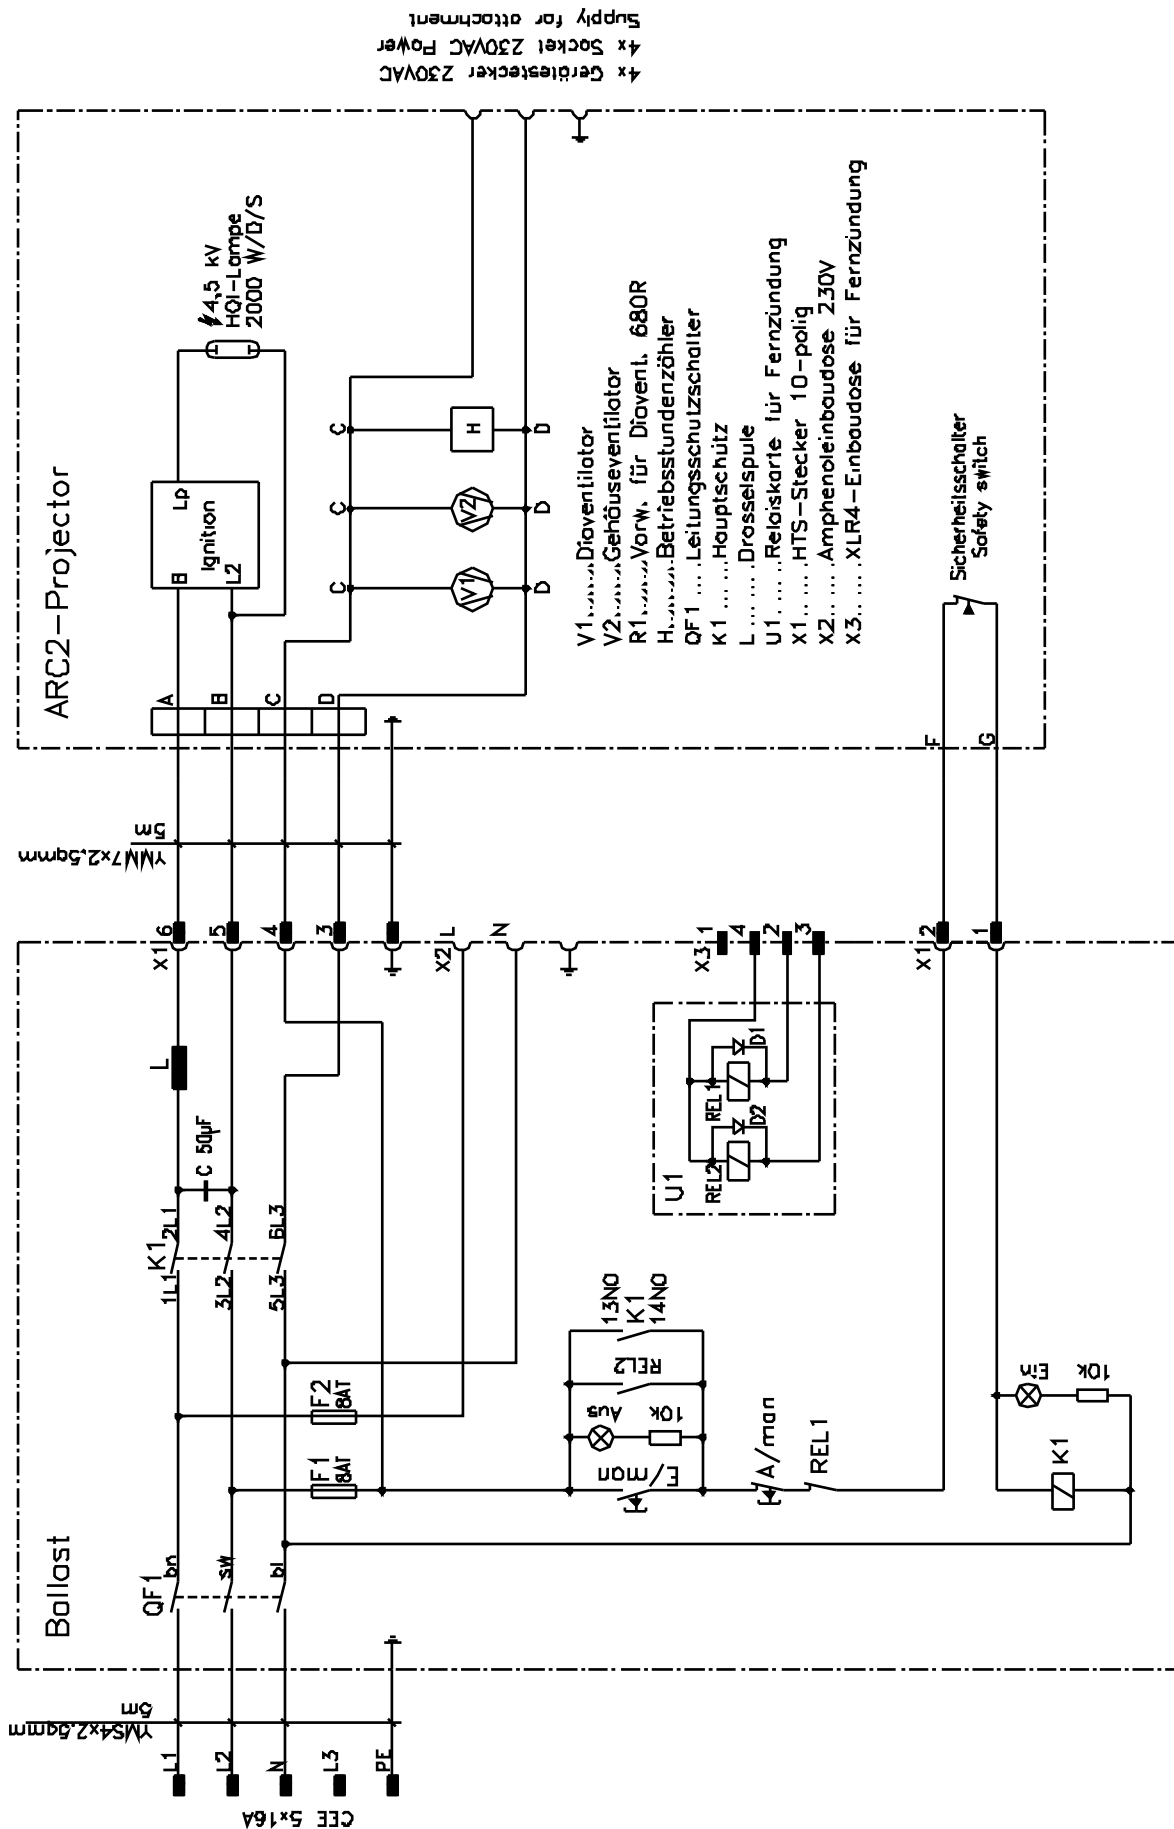 4x Gerätestecker 230VAC
4x Socket 230VAC Power
Supply for attachment
ARC2-Projector
4,5 kV
HQI-Lampe
2000 W/D/S
B
Lp
Ignition
L2
C
C
C
V1
V2
H
D
D
D
A
B
C
D
V1........Diaventilator
V2........Gehäuseventilator
R1........Vorw. für Diavent. 680R
H.........Betriebsstundenzähler
QF1 .... Leitungsschutzschalter
K1 ......Hauptschütz
L ........Drosselspule
U1 ......Relaiskarte für Fernzündung
X1.......HTS-Stecker 10-polig
X2.......Amphenoleinbaudose 230V
X3.......XLR4-Einbaudose für Fernzündung
Sicherheitsschalter
Safety switch
F
G
YMM7x2,5qmm
5m
X1
6
5
4
3
X2
L
N
X3
1
4
2
3
X1
2
1
L
C 50µF
K1
2L1
4L2
6L3
1L1
3L2
5L3
U1
REL1
D1
REL2
D2
F2
8AT
F1
8AT
13NO
K1
14NO
REL2
Aus
10k
E/man
A/man
REL1
Ein
10k
K1
Ballast
QF1
bn
sw
bl
YMS4x2,5qmm
5m
L1
L2
N
L3
PE
CEE 5x16A